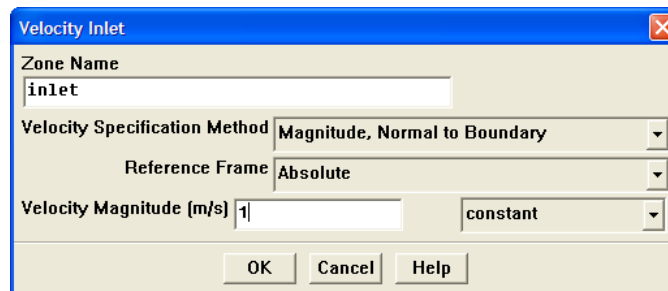 Velocity Inlet
Zone Name
inlet
Velocity Specification Method Magnitude, Normal to Boundary
Reference Frame Absolute
Velocity Magnitude (m/s) 1 constant
OK Cancel Help